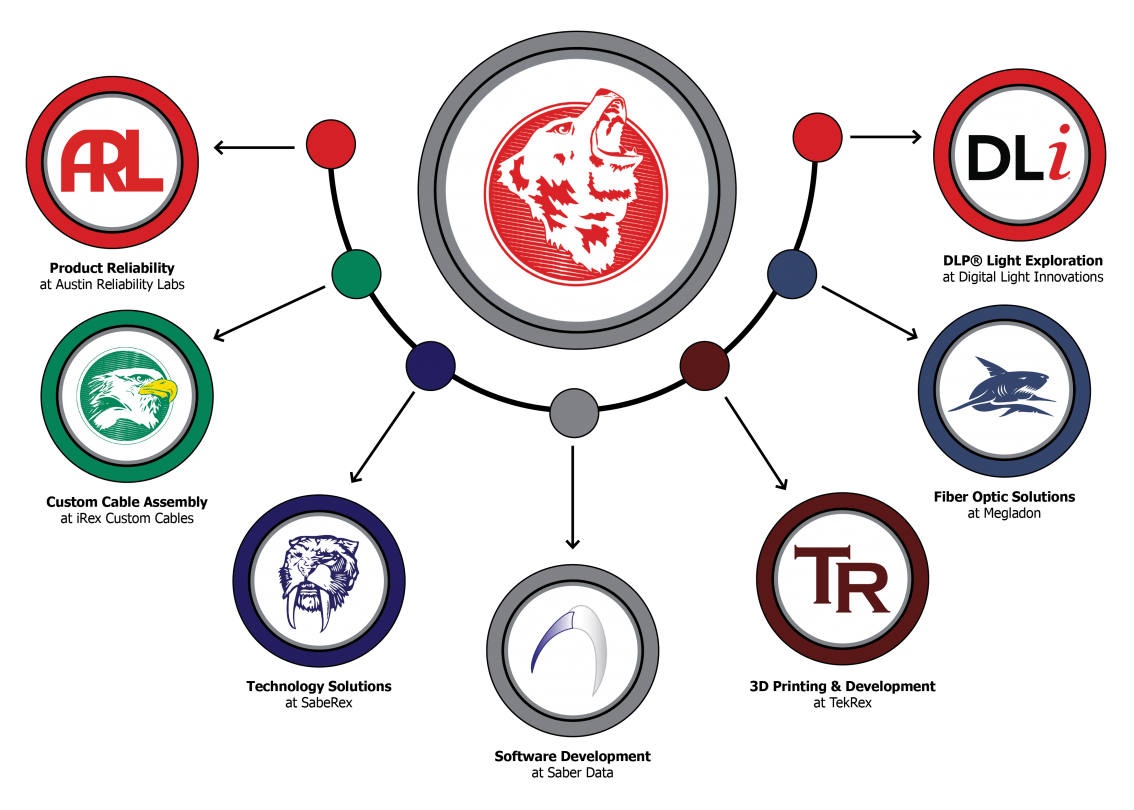 ARL
Product Reliability
at Austin Reliability Labs
DLi
DLP® Light Exploration
at Digital Light Innovations
Custom Cable Assembly
at iRex Custom Cables
Fiber Optic Solutions
at Megladon
Technology Solutions
at SabeRex
TR
3D Printing & Development
at TekRex
Software Development
at Saber Data